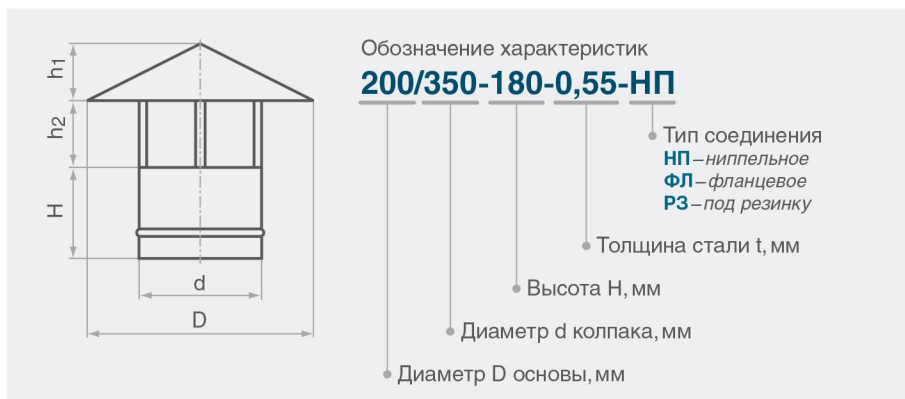 Обозначение характеристик
200/350-180-0,55-НП
Тип соединения
НП–ниппельное
ФЛ–фланцевое
РЗ–под резинку
Толщина стали t, мм
Высота H, мм
Диаметр d колпака, мм
Диаметр D основы, мм
h1
h2
H
d
D